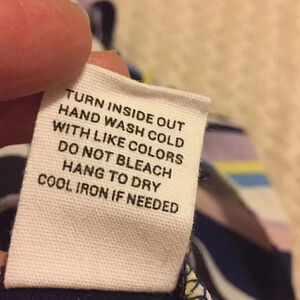 TURN INSIDE OUT
HAND WASH COLD
WITH LIKE COLORS
DO NOT BLEACH
HANG TO DRY
COOL IRON IF NEEDED